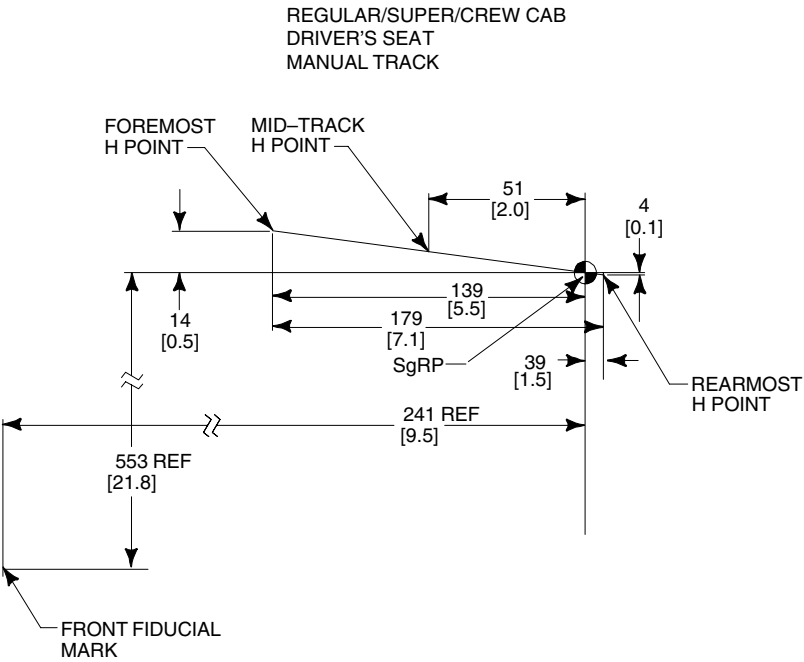 REGULAR/SUPER/CREW CAB
DRIVER'S SEAT
MANUAL TRACK
FOREMOST
H POINT
MID–TRACK
H POINT
51
[2.0]
4
[0.1]
14
[0.5]
139
[5.5]
179
[7.1]
SgRP
39
[1.5]
REARMOST
H POINT
241 REF
[9.5]
553 REF
[21.8]
FRONT FIDUCIAL
MARK